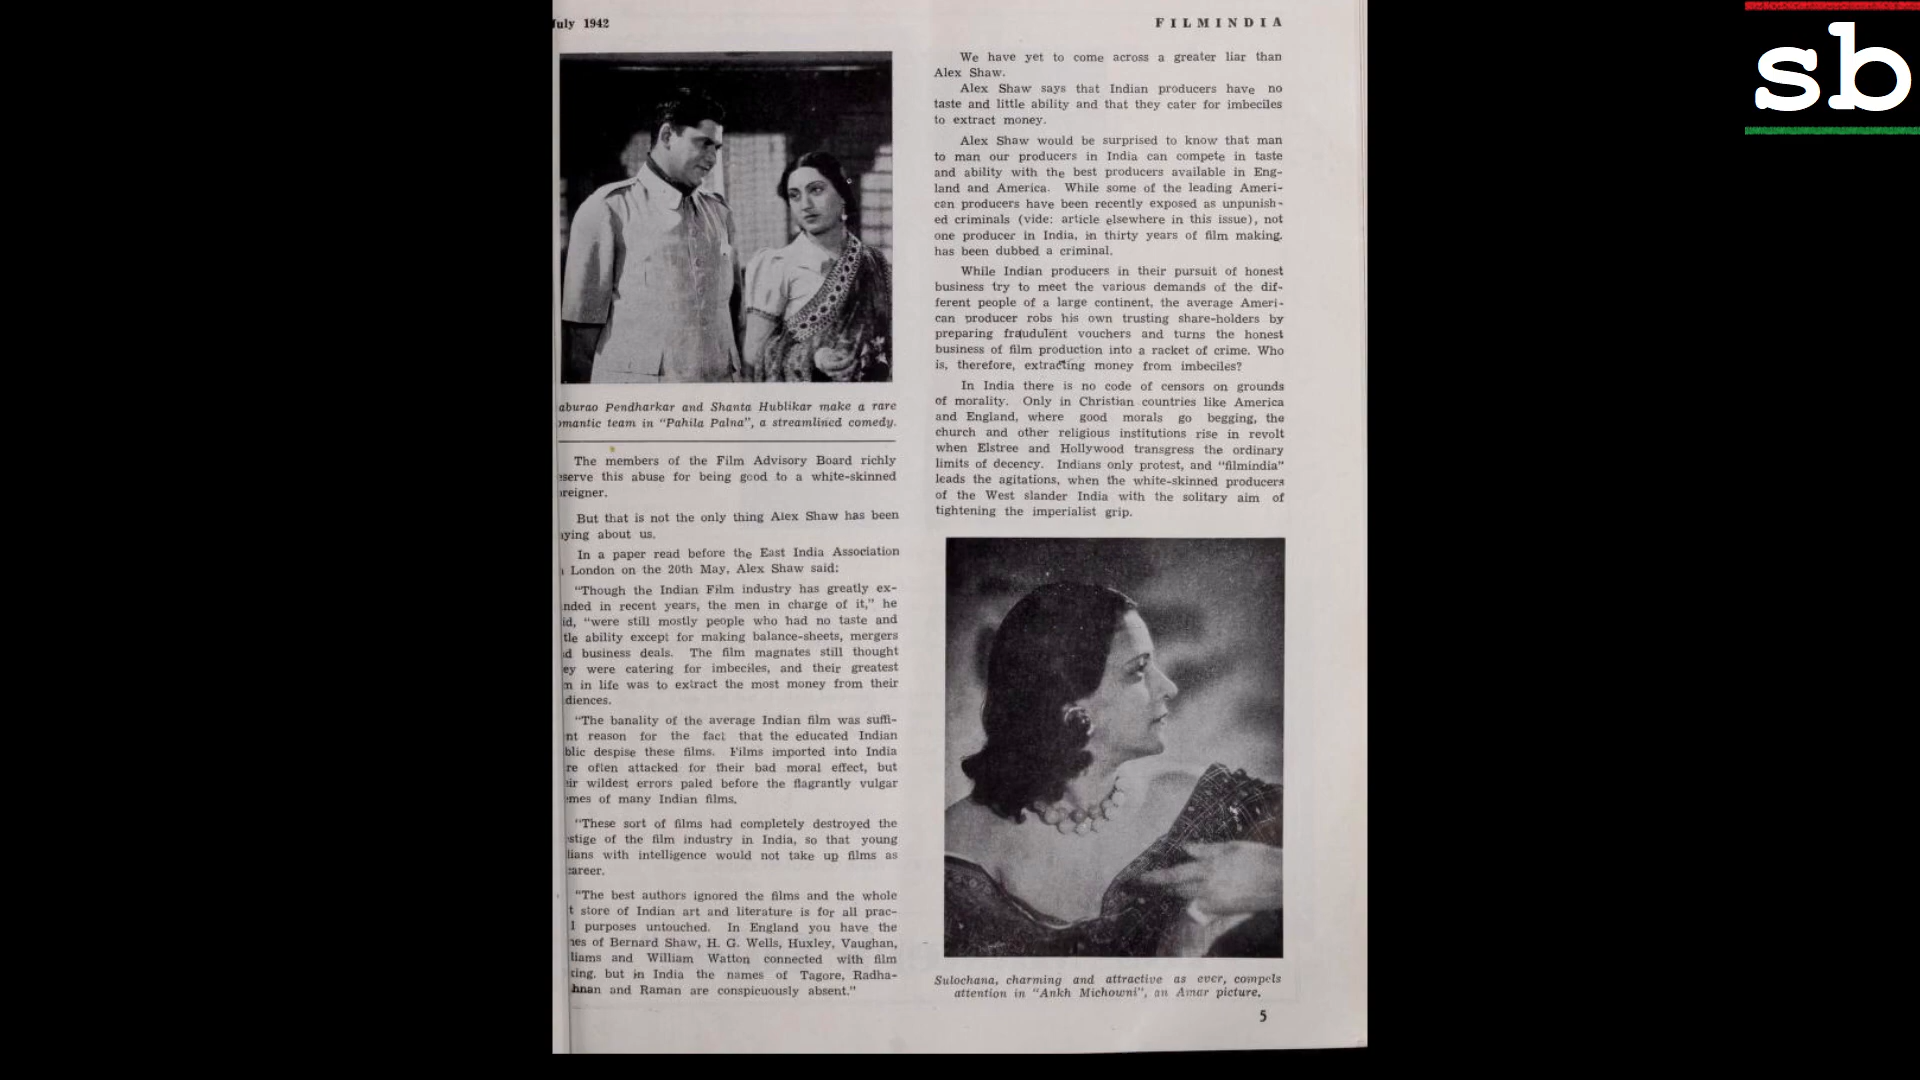 July 1942
FILMINDIA
aburao Pendharkar and Shanta Hublikar make a rare
omantic team in "Pahila Palna", a streamlined comedy.
The members of the Film Advisory Board richly
eserve this abuse for being good to a white-skinned
oreigner.
But that is not the only thing Alex Shaw has been
aying about us.
In a paper read before the East India Association
London on the 20th May, Alex Shaw said:
"Though the Indian Film industry has greatly ex-
nded in recent years, the men in charge of it," he
id, "were still mostly people who had no taste and
tle ability except for making balance-sheets, mergers
d business deals. The film magnates still thought
ey were catering for imbeciles, and their greatest
m in life was to extract the most money from their
diences.
"The banality of the average Indian film was suffi-
nt reason for the fact that the educated Indian
blic despise these films. Films imported into India
re often attacked for their bad moral effect, but
eir wildest errors paled before the flagrantly vulgar
emes of many Indian films.
"These sort of films had completely destroyed the
stige of the film industry in India, so that young
lians with intelligence would not take up films as
career.
"The best authors ignored the films and the whole
t store of Indian art and literature is for all prac-
l purposes untouched. In England you have the
nes of Bernard Shaw, H. G. Wells, Huxley, Vaughan,
liams and William Watton connected with film
cing. but in India the names of Tagore, Radha-
hnan and Raman are conspicuously absent."
We have yet to come across a greater liar than
Alex Shaw.
Alex Shaw says that Indian producers have no
taste and little ability and that they cater for imbeciles
to extract money.
Alex Shaw would be surprised to know that man
to man our producers in India can compete in taste
and ability with the best producers available in Eng-
land and America. While some of the leading Ameri-
can producers have been recently exposed as unpunish-
ed criminals (vide: article elsewhere in this issue), not
one producer in India, in thirty years of film making,
has been dubbed a criminal.
While Indian producers in their pursuit of honest
business try to meet the various demands of the dif-
ferent people of a large continent, the average Ameri-
can producer robs his own trusting share-holders by
preparing fraudulent vouchers and turns the honest
business of film production into a racket of crime. Who
is, therefore, extracting money from imbeciles?
In India there is no code of censors on grounds
of morality. Only in Christian countries like America
and England, where good morals go begging, the
church and other religious institutions rise in revolt
when Elstree and Hollywood transgress the ordinary
limits of decency. Indians only protest, and "filmindia"
leads the agitations, when the white-skinned producers
of the West slander India with the solitary aim of
tightening the imperialist grip.
Sulochana, charming and attractive as ever, compels
attention in "Ankh Michowni", an Amar picture.
5
sb